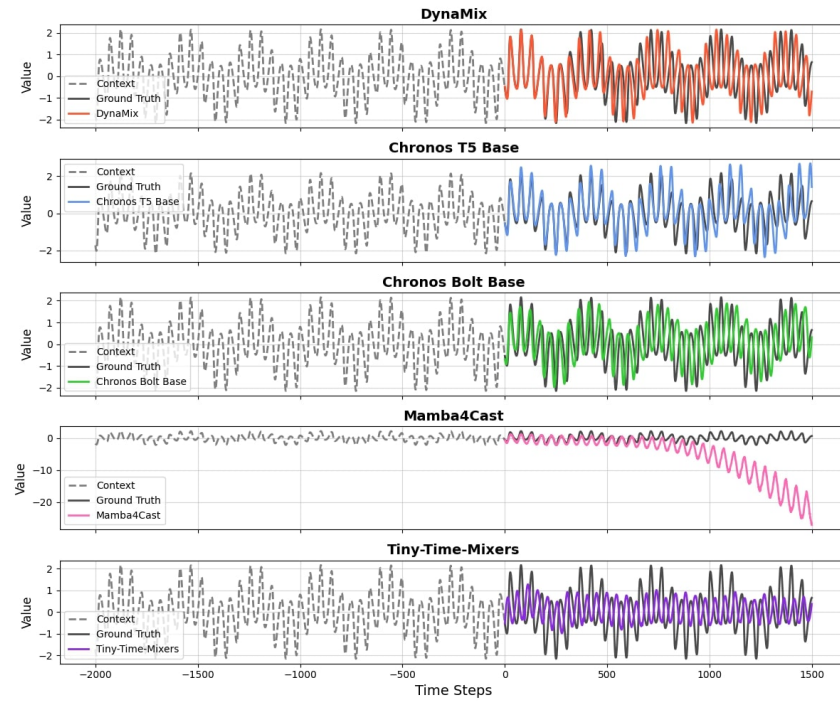 DynaMix
2
1
0
−1
−2
Value
Context
Ground Truth
DynaMix
Chronos T5 Base
2
0
−2
Value
Context
Ground Truth
Chronos T5 Base
Chronos Bolt Base
2
1
0
−1
−2
Value
Context
Ground Truth
Chronos Bolt Base
Mamba4Cast
0
−10
−20
Value
Context
Ground Truth
Mamba4Cast
Tiny-Time-Mixers
2
1
0
−1
−2
Value
Context
Ground Truth
Tiny-Time-Mixers
−2000 −1500 −1000 −500 0 500 1000 1500
Time Steps